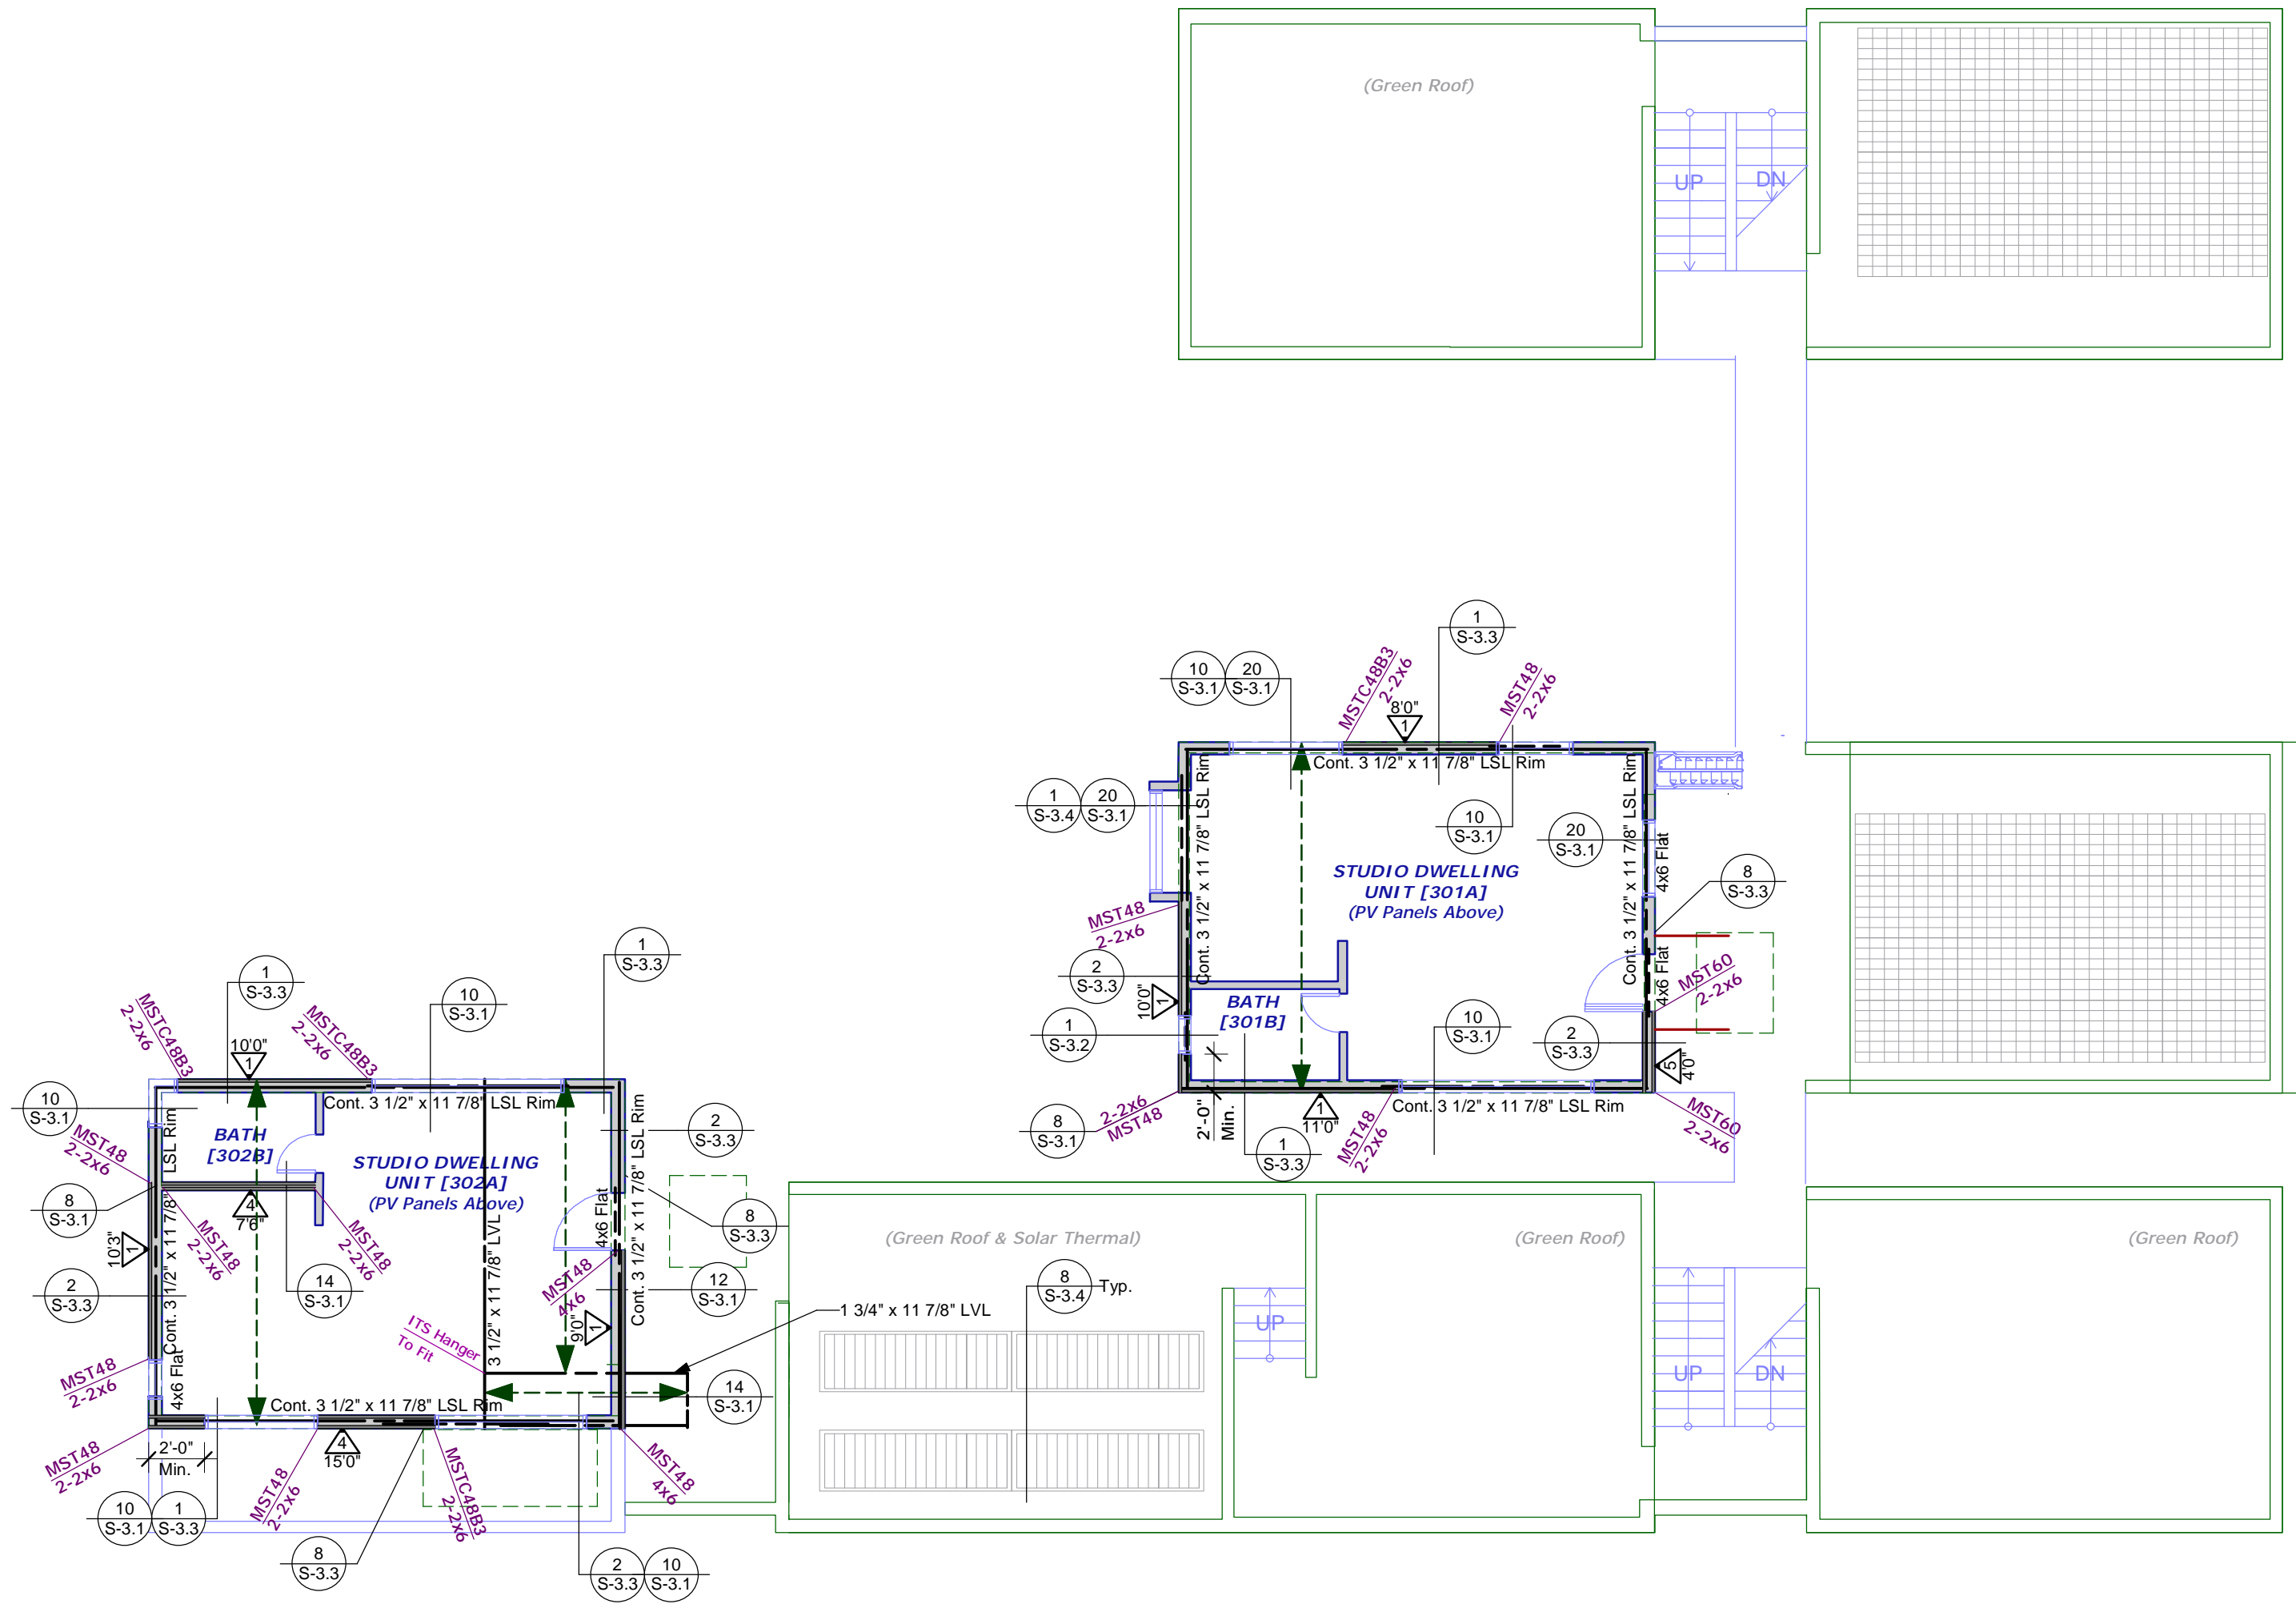 (Green Roof)
UP
DN
1
S-3.3
10
S-3.1
20
S-3.1
MSTC48B3
2-2x6
8'0"
1
MST48
2-2x6
Cont. 3 1/2" x 11 7/8" LSL Rim
1
S-3.4
20
S-3.1
Cont. 3 1/2" x 11 7/8" LSL Rim
10
S-3.1
20
S-3.1
Cont. 3 1/2" x 11 7/8" LSL Rim
4x6 Flat
STUDIO DWELLING
UNIT [301A]
(PV Panels Above)
8
S-3.3
MST48
2-2x6
2
S-3.3
10'0"
1
BATH
[301B]
4x6 Flat
MST60
2-2x6
1
S-3.2
10
S-3.1
2
S-3.3
5
4'0"
2-2x6
MST48
8
S-3.1
2'-0"
Min.
1
11'0"
1
S-3.3
MST48
2-2x6
Cont. 3 1/2" x 11 7/8" LSL Rim
MST60
2-2x6
1
S-3.3
1
S-3.3
10
S-3.1
MSTC48B3
2-2x6
10'0"
1
MSTC48B3
2-2x6
10
S-3.1
Cont. 3 1/2" x 11 7/8" LSL Rim
Cont. 3 1/2" x 11 7/8" LSL Rim
2
S-3.3
MST48
2-2x6
BATH
[302B]
STUDIO DWELLING
UNIT [302A]
(PV Panels Above)
8
S-3.1
4
7'6"
MST48
2-2x6
MST48
2-2x6
10'3"
1
Cont. 3 1/2" x 11 7/8" LSL Rim
3 1/2" x 11 7/8" LVL
4x6 Flat
8
S-3.3
2
S-3.3
14
S-3.1
MST48
4x6
12
S-3.1
9'0"
1
ITS Hanger
To Fit
1 3/4" x 11 7/8" LVL
MST48
2-2x6
4x6 Flat
14
S-3.1
Cont. 3 1/2" x 11 7/8" LSL Rim
MST48
2-2x6
2'-0"
Min.
4
15'0"
MST48
2-2x6
MSTC48B3
2-2x6
MST48
4x6
10
S-3.1
1
S-3.3
8
S-3.3
2
S-3.3
10
S-3.1
(Green Roof & Solar Thermal)
8
S-3.4
Typ.
UP
(Green Roof)
UP
DN
(Green Roof)